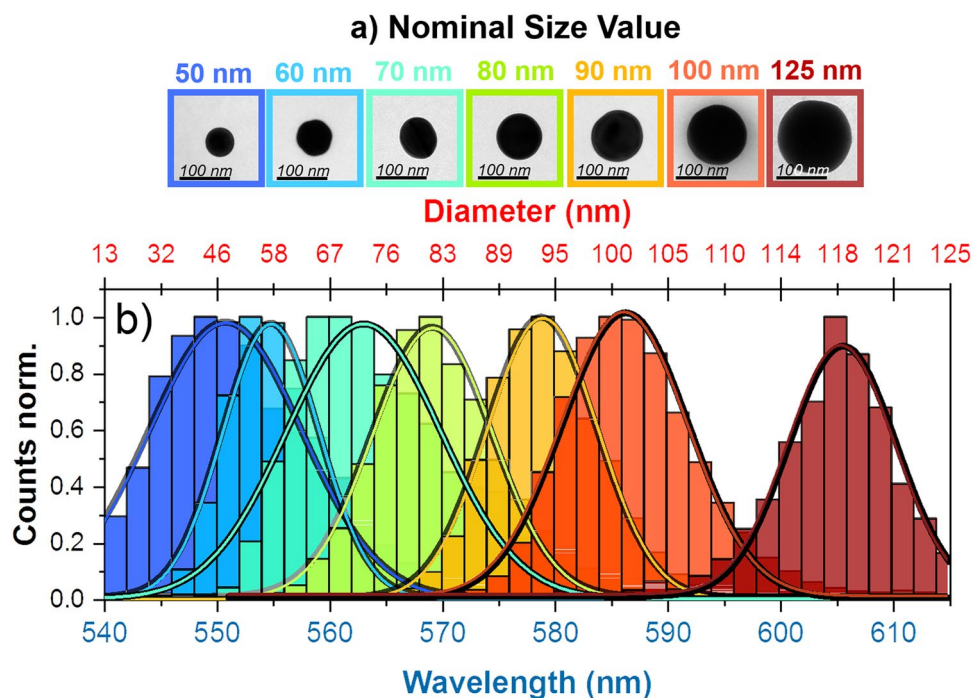 a) Nominal Size Value
50 nm 60 nm 70 nm 80 nm 90 nm 100 nm 125 nm
100 nm 100 nm 100 nm 100 nm 100 nm 100 nm 100 nm
Diameter (nm)
13 32 46 58 67 76 83 89 95 100 105 110 114 118 121 125
b)
Counts norm.
1.0
0.8
0.6
0.4
0.2
0.0
540 550 560 570 580 590 600 610
Wavelength (nm)